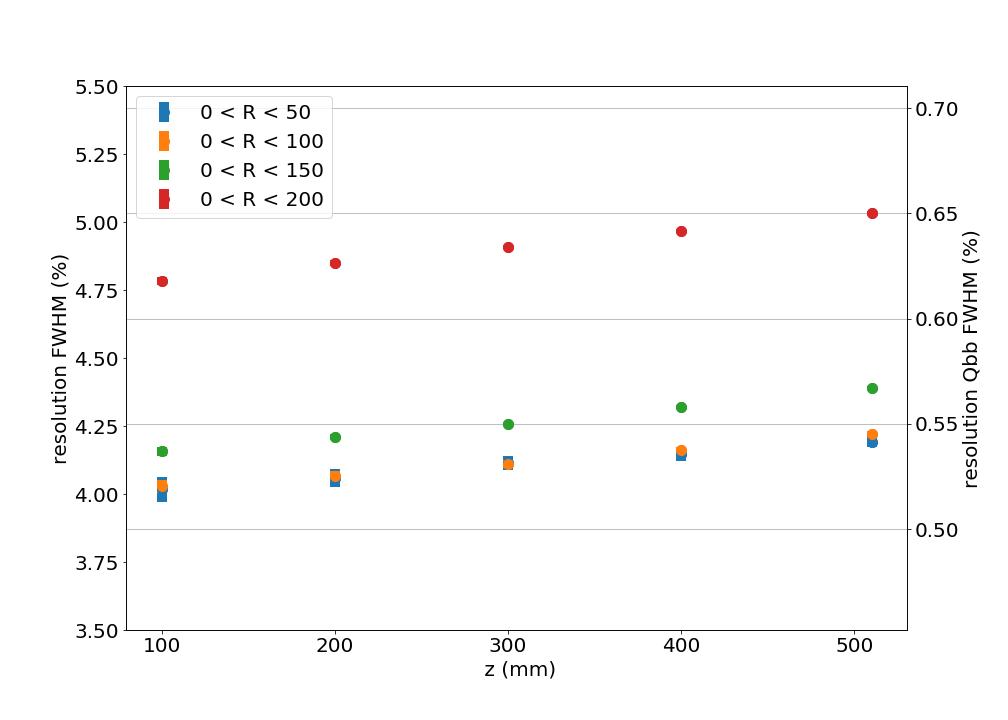 5.50
5.25
5.00
4.75
4.50
4.25
4.00
3.75
3.50
resolution FWHM (%)
0 < R < 50
0 < R < 100
0 < R < 150
0 < R < 200
0.70
0.65
0.60
0.55
0.50
resolution Qbb FWHM (%)
100 200 300 400 500
z (mm)